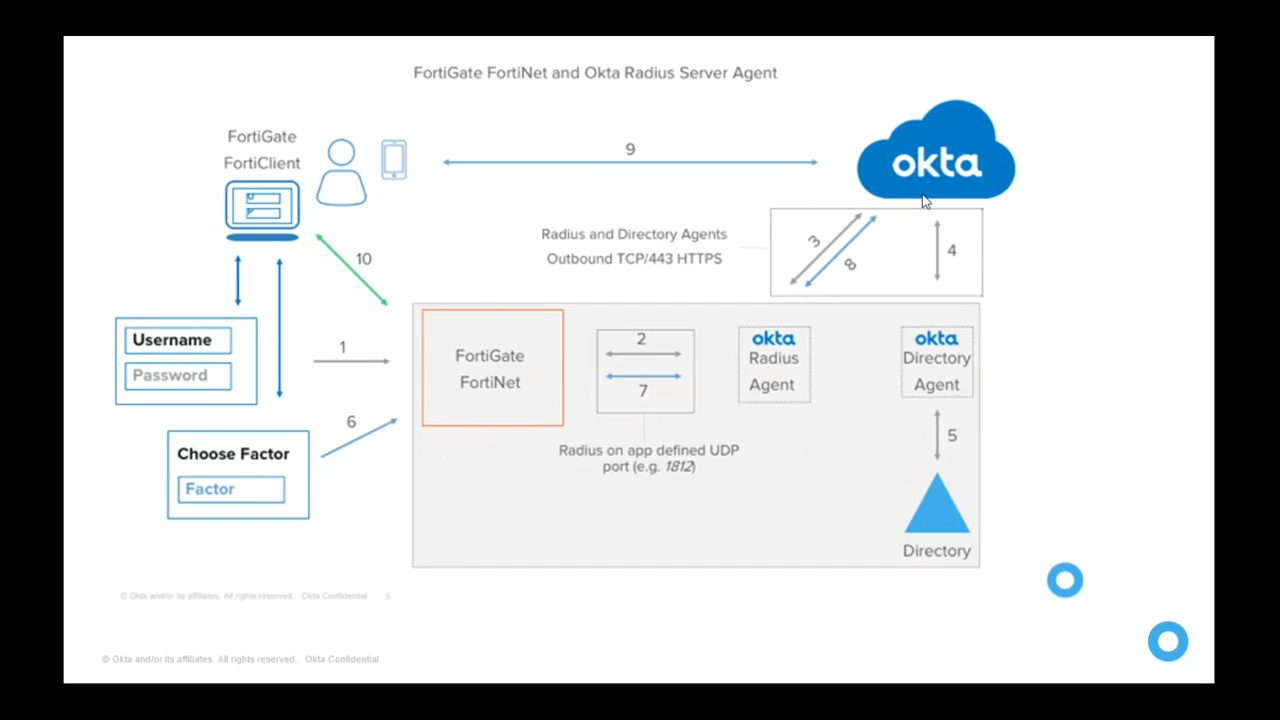 FortiGate FortiNet and Okta Radius Server Agent
FortiGate
FortiClient
9
okta
Radius and Directory Agents
Outbound TCP/443 HTTPS
3
8
4
10
Username
Password
1
FortiGate
FortiNet
2
7
okta
Radius
Agent
okta
Directory
Agent
6
5
Choose Factor
Factor
Radius on app defined UDP
port (e.g. 1812)
Directory
© Okta and/or its affiliates. All rights reserved. Okta Confidential
© Okta and/or its affiliates. All rights reserved. Okta Confidential